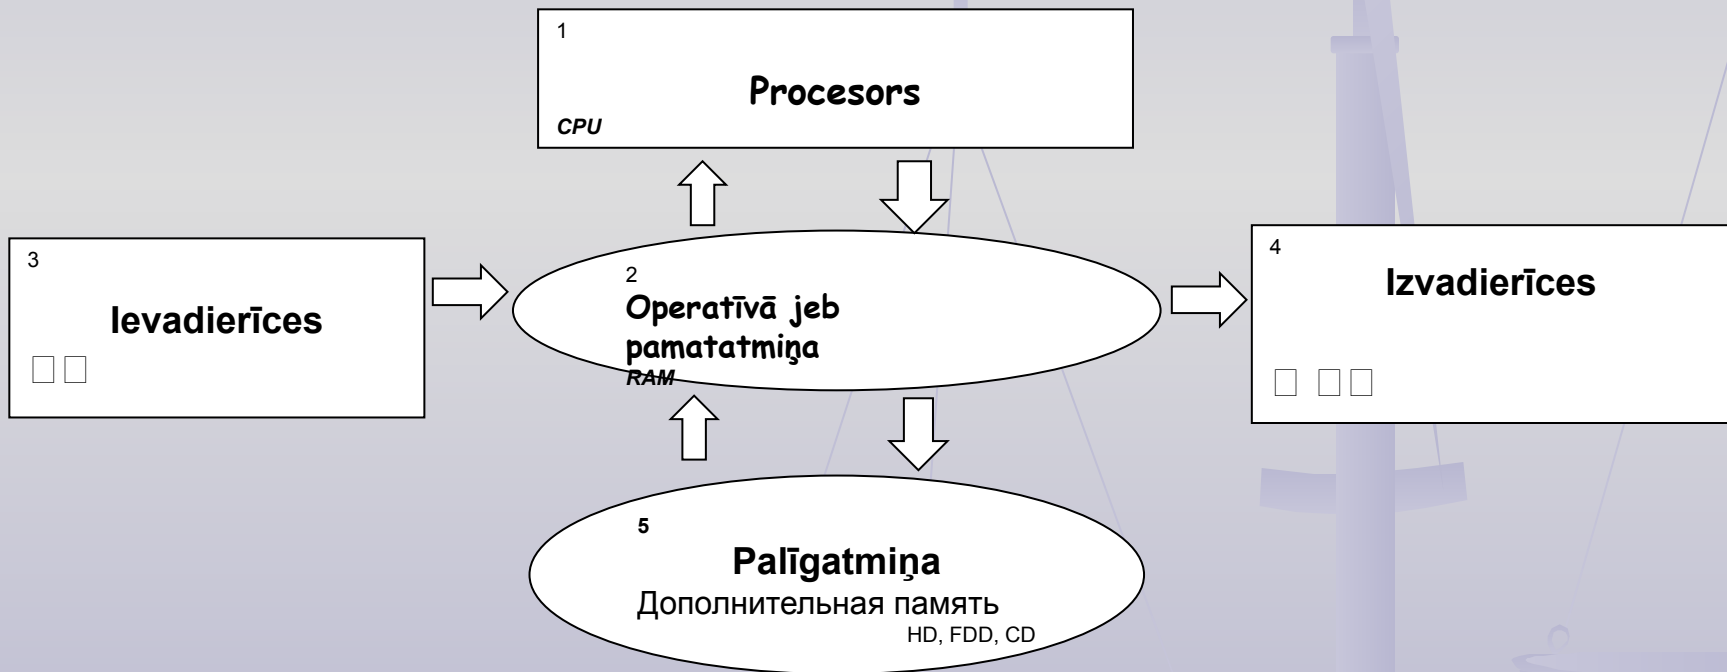 1
Procesors
CPU
3
Ievadierīces
2
Operatīvā jeb
pamatatmiņa
RAM
4
Izvadierīces
5
Palīgatmiņa
Дополнительная память
HD, FDD, CD